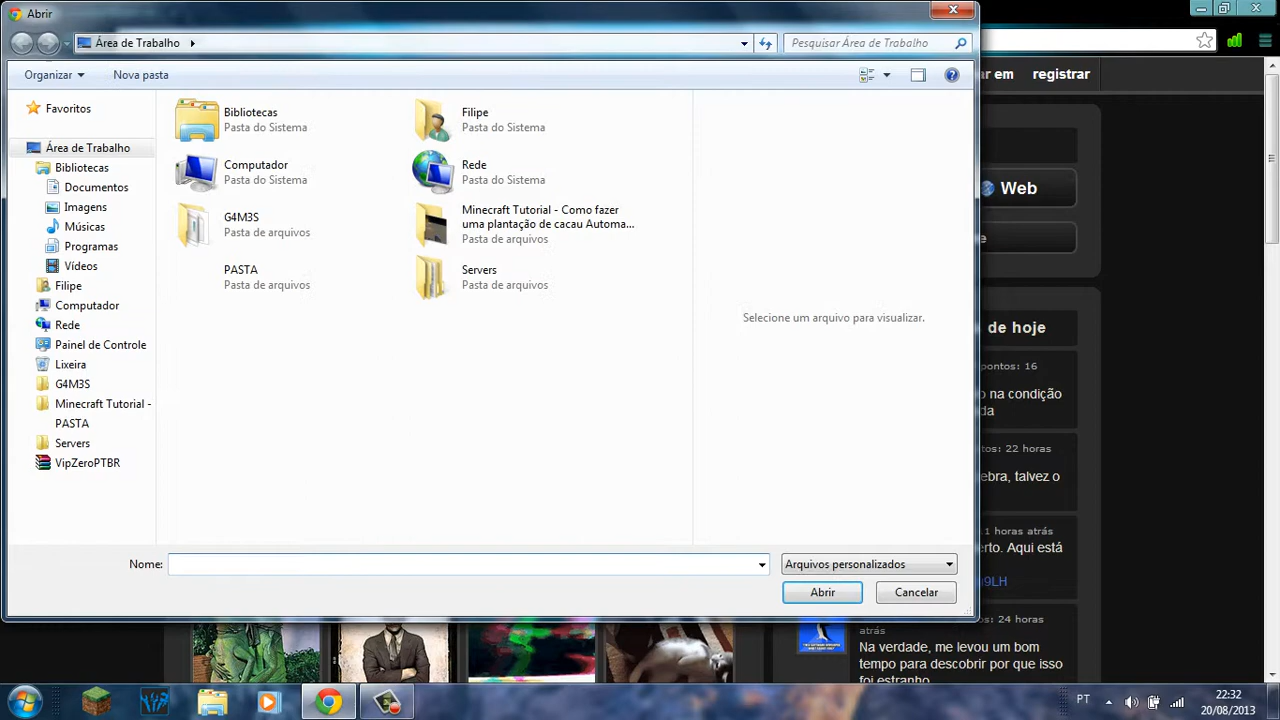 Abrir
Área de Trabalho
Pesquisar Área de Trabalho
Organizar
Nova pasta
Favoritos
Área de Trabalho
Bibliotecas
Documentos
Imagens
Músicas
Programas
Vídeos
Filipe
Computador
Rede
Painel de Controle
Lixeira
G4M3S
Minecraft Tutorial -
PASTA
Servers
VipZeroPTBR
Bibliotecas
Pasta do Sistema
Filipe
Pasta do Sistema
Computador
Pasta do Sistema
Rede
Pasta do Sistema
G4M3S
Pasta de arquivos
Minecraft Tutorial - Como fazer
uma plantação de cacau Automa...
Pasta de arquivos
PASTA
Pasta de arquivos
Servers
Pasta de arquivos
Selecione um arquivo para visualizar.
Nome:
Arquivos personalizados
Abrir
Cancelar
ar em
registrar
Web
e
de hoje
pontos: 16
o na condição
da
tos: 22 horas
ebra, talvez o
1 horas atrás
erto. Aqui está
9LH
os: 24 horas
atrás
Na verdade, me levou um bom
tempo para descobrir por que isso
foi estranho
PT
22:32
20/08/2013